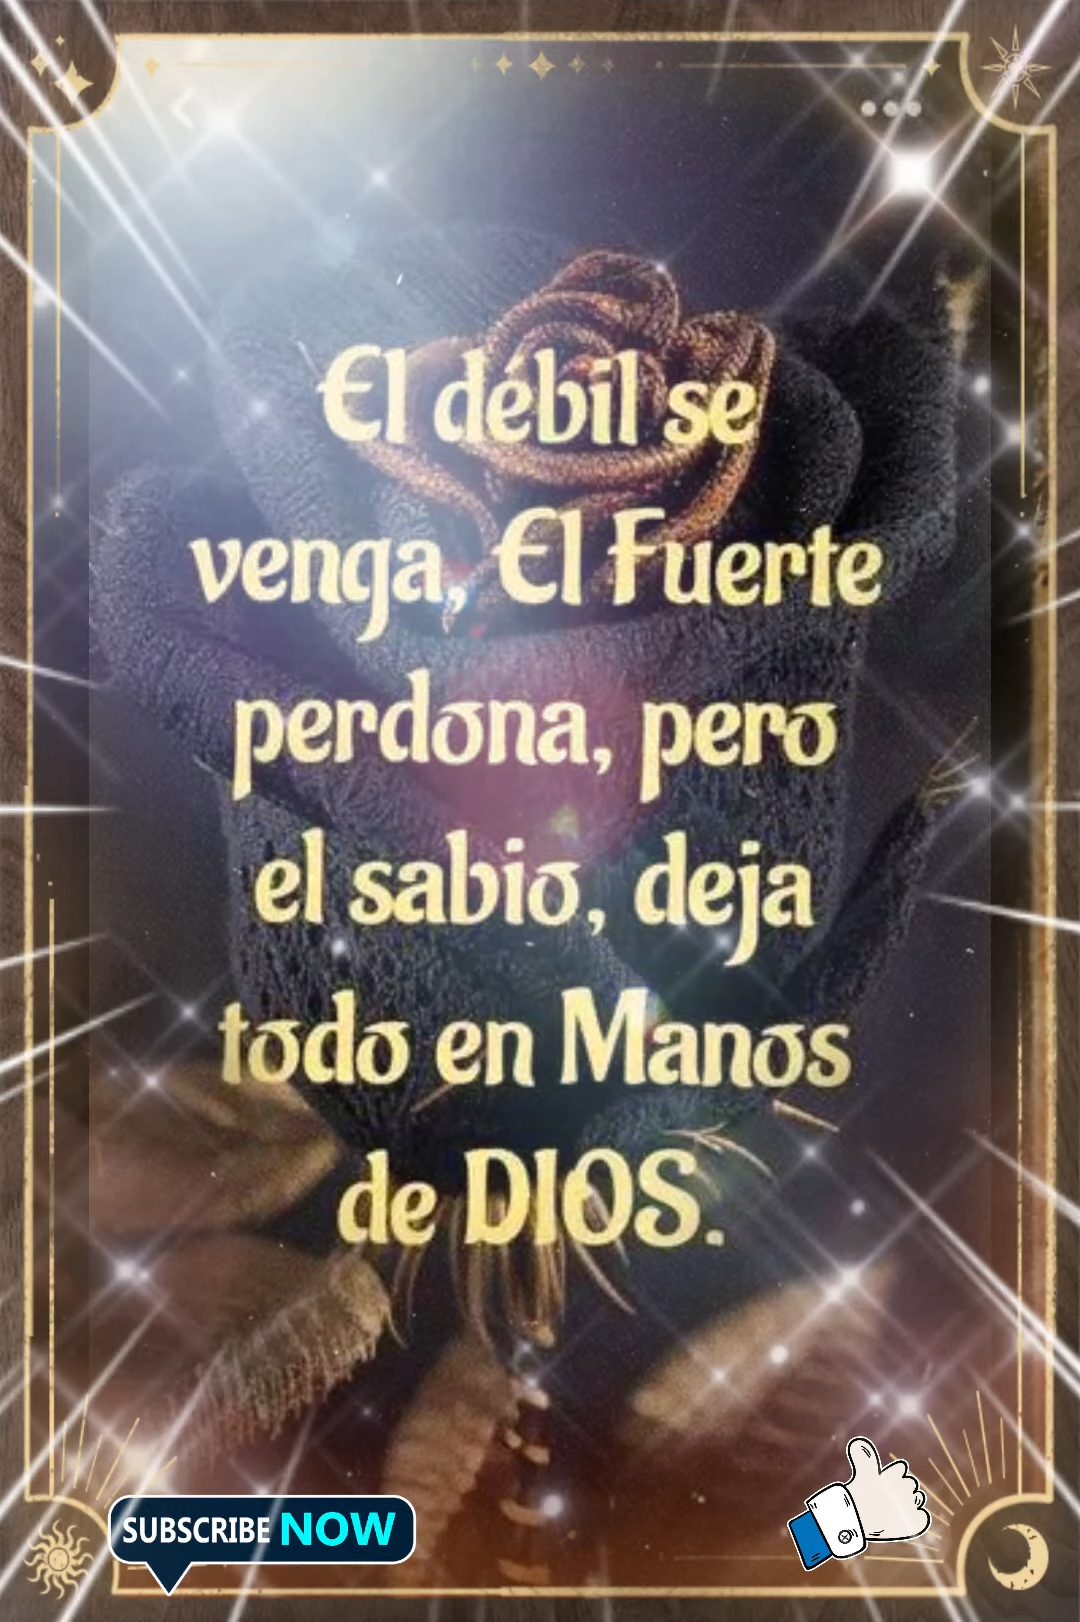 El débil se
venga, El Fuerte
perdona, pero
el sabio, deja
todo en Manos
de DIOS.
SUBSCRIBE NOW